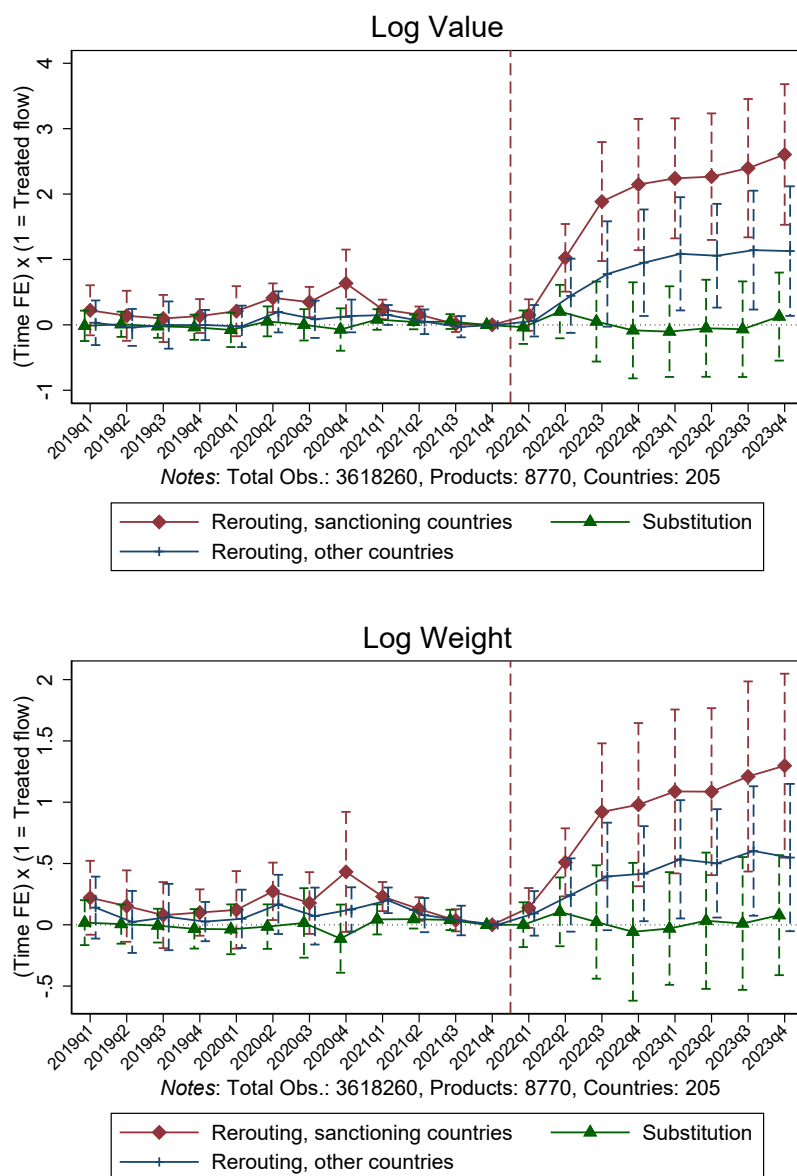 Log Value
(Time FE) x (1 = Treated flow)
4
3
2
1
0
-1
2019q1 2019q2 2019q3 2019q4 2020q1 2020q2 2020q3 2020q4 2021q1 2021q2 2021q3 2021q4 2022q1 2022q2 2022q3 2022q4 2023q1 2023q2 2023q3 2023q4
Notes: Total Obs.: 3618260, Products: 8770, Countries: 205
Rerouting, sanctioning countries Substitution
Rerouting, other countries
Log Weight
(Time FE) x (1 = Treated flow)
2
1.5
1
.5
0
-.5
2019q1 2019q2 2019q3 2019q4 2020q1 2020q2 2020q3 2020q4 2021q1 2021q2 2021q3 2021q4 2022q1 2022q2 2022q3 2022q4 2023q1 2023q2 2023q3 2023q4
Notes: Total Obs.: 3618260, Products: 8770, Countries: 205
Rerouting, sanctioning countries Substitution
Rerouting, other countries